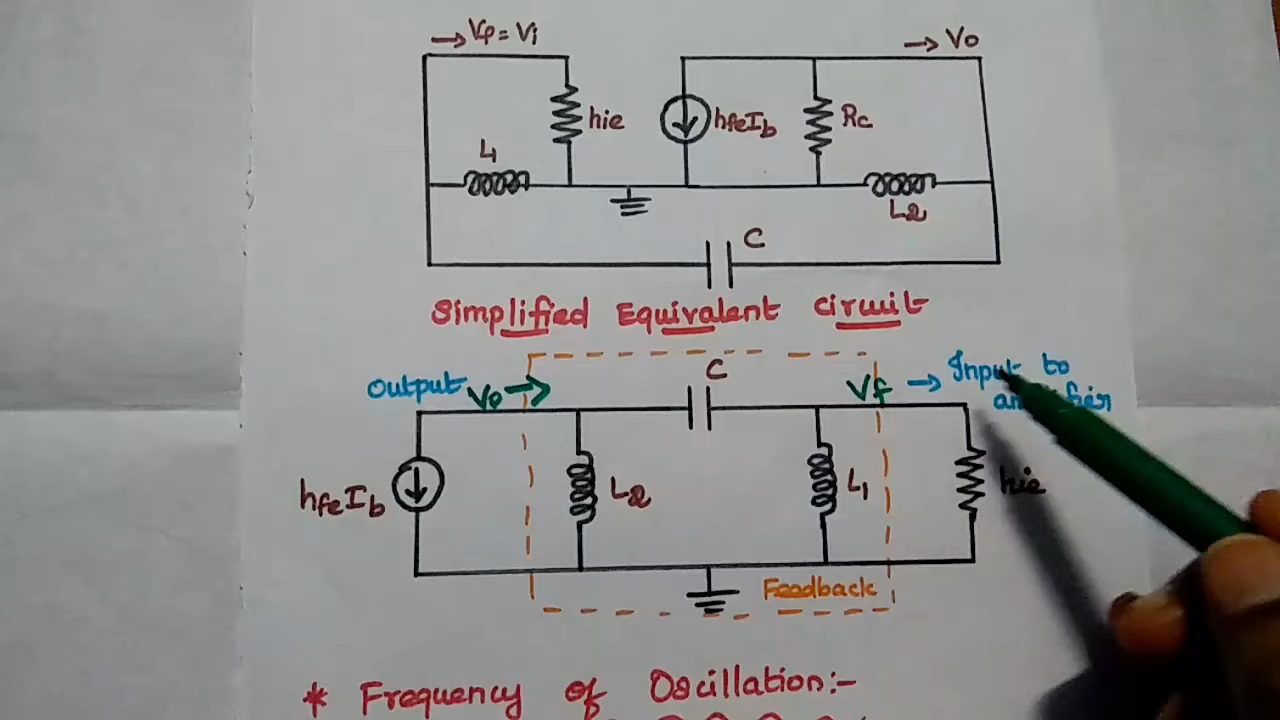 → Vf = Vi
→ Vo
hie
hfeIb
Rc
L1
L2
C
Simplified Equivalent Circuit
C
Output Vo →
Vf → Input to
hfeIb
L2
L1
hie
Feedback
* Frequency of Oscillation:-